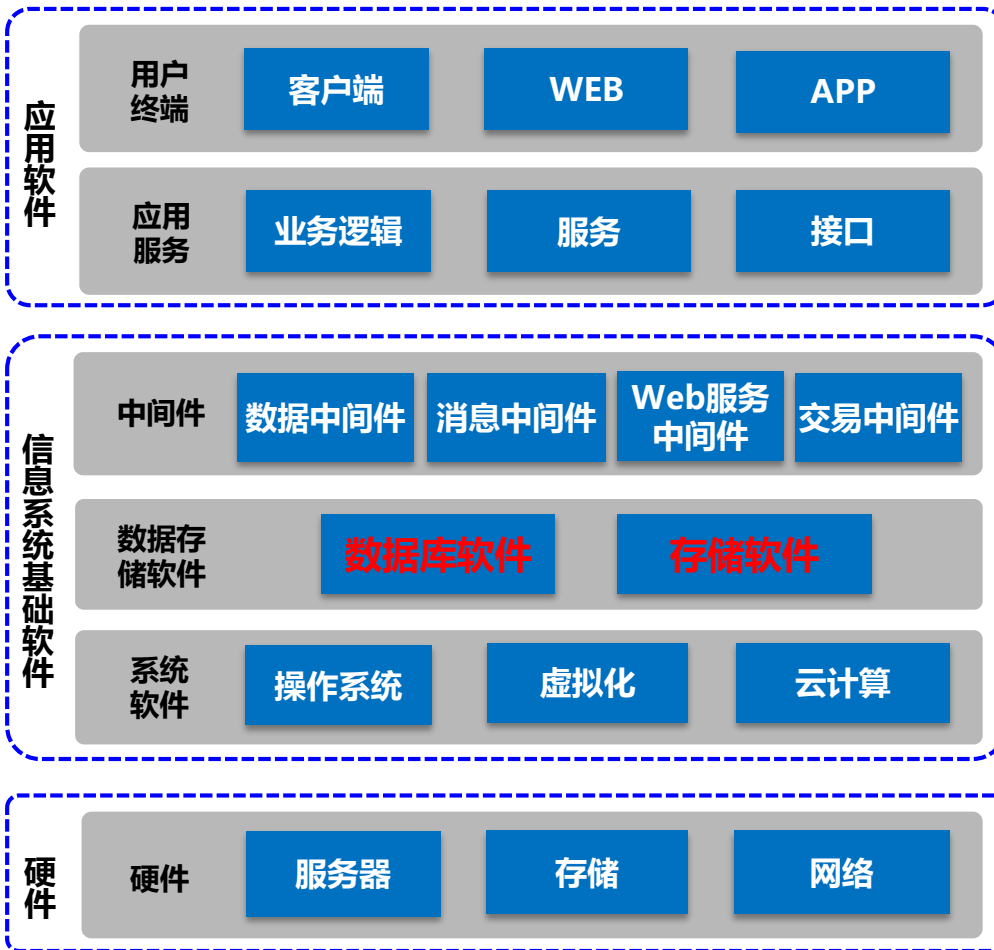 应用软件
用户
终端
客户端
WEB
APP
应用
服务
业务逻辑
服务
接口
信息系统基础软件
中间件
数据中间件
消息中间件
Web服务
中间件
交易中间件
数据存
储软件
数据库软件
存储软件
系统
软件
操作系统
虚拟化
云计算
硬件
硬件
服务器
存储
网络